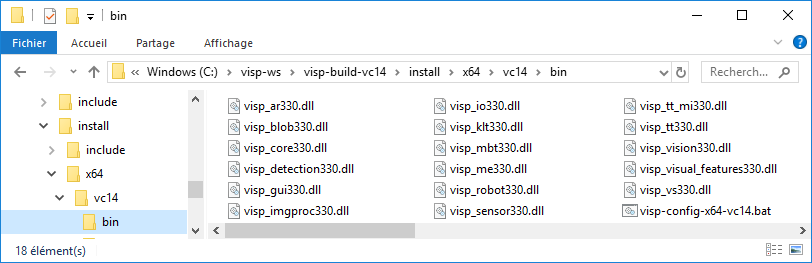 bin
Fichier Accueil Partage Affichage
« Windows (C:) > visp-ws > visp-build-vc14 > install > x64 > vc14 > bin Recherch...
include
install
include
x64
vc14
bin
visp_ar330.dll visp_io330.dll visp_tt_mi330.dll
visp_blob330.dll visp_klt330.dll visp_tt330.dll
visp_core330.dll visp_mbt330.dll visp_vision330.dll
visp_detection330.dll visp_me330.dll visp_visual_features330.dll
visp_gui330.dll visp_robot330.dll visp_vs330.dll
visp_imgproc330.dll visp_sensor330.dll visp-config-x64-vc14.bat
18 élément(s)